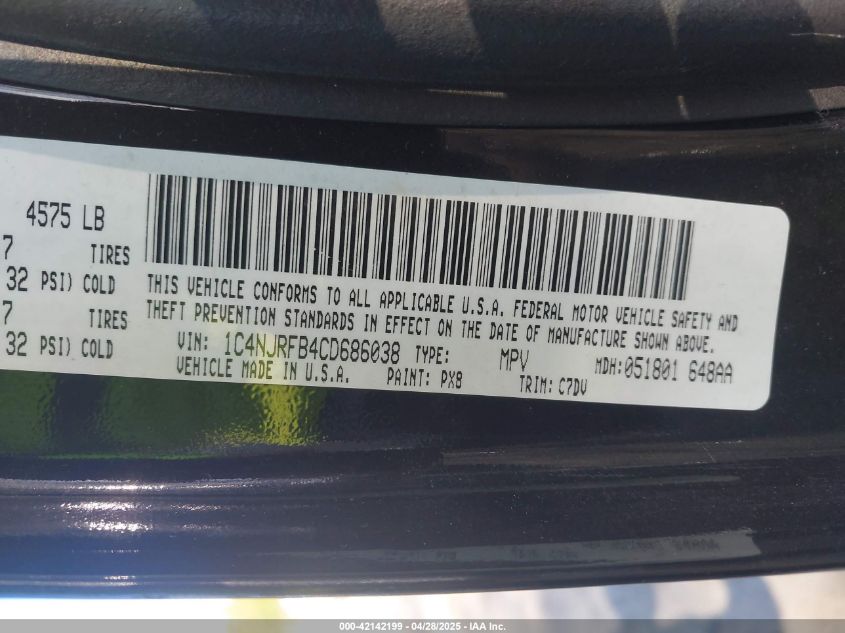 4575 LB
7 TIRES
32 PSI) COLD
7 TIRES
32 PSI) COLD
THIS VEHICLE CONFORMS TO ALL APPLICABLE U.S.A. FEDERAL MOTOR VEHICLE SAFETY AND
THEFT PREVENTION STANDARDS IN EFFECT ON THE DATE OF MANUFACTURE SHOWN ABOVE.
VIN: 1C4NJRFB4CD686038 TYPE: MPV MDH:051801 648AA
VEHICLE MADE IN U.S.A. PAINT: PX8 TRIM: C7DV
000-42142199 - 04/28/2025 - IAA Inc.